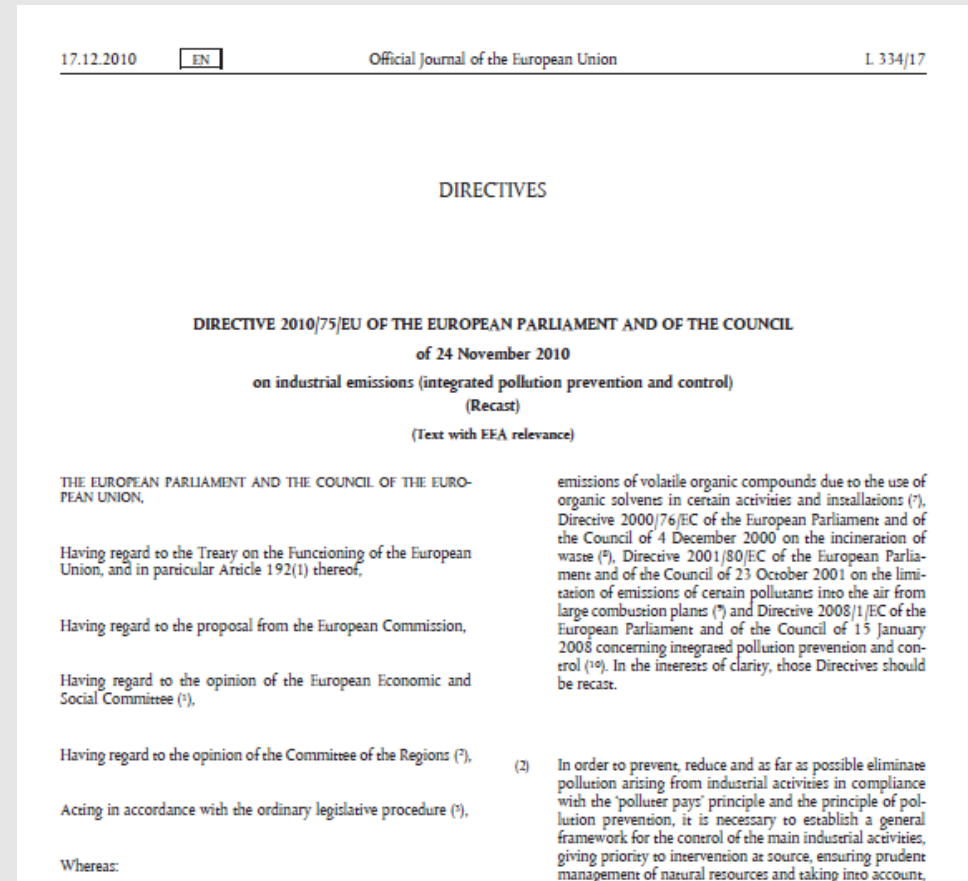 17.12.2010 EN Official Journal of the European Union L 334/17
DIRECTIVES
DIRECTIVE 2010/75/EU OF THE EUROPEAN PARLIAMENT AND OF THE COUNCIL
of 24 November 2010
on industrial emissions (integrated pollution prevention and control)
(Recast)
(Text with EEA relevance)
THE EUROPEAN PARLIAMENT AND THE COUNCIL OF THE EURO-
PEAN UNION,
Having regard to the Treaty on the Functioning of the European
Union, and in particular Article 192(1) thereof,
Having regard to the proposal from the European Commission,
Having regard to the opinion of the European Economic and
Social Committee (¹),
Having regard to the opinion of the Committee of the Regions (²),
Acting in accordance with the ordinary legislative procedure (³),
Whereas:
emissions of volatile organic compounds due to the use of
organic solvents in certain activities and installations (⁷),
Directive 2000/76/EC of the European Parliament and of
the Council of 4 December 2000 on the incineration of
waste (⁸), Directive 2001/80/EC of the European Parlia-
ment and of the Council of 23 October 2001 on the limi-
tation of emissions of certain pollutants into the air from
large combustion plants (⁹) and Directive 2008/1/EC of the
European Parliament and of the Council of 15 January
2008 concerning integrated pollution prevention and con-
trol (¹⁰). In the interests of clarity, those Directives should
be recast.
(2) In order to prevent, reduce and as far as possible eliminate
pollution arising from industrial activities in compliance
with the ‘polluter pays’ principle and the principle of pol-
lution prevention, it is necessary to establish a general
framework for the control of the main industrial activities,
giving priority to intervention at source, ensuring prudent
management of natural resources and taking into account,